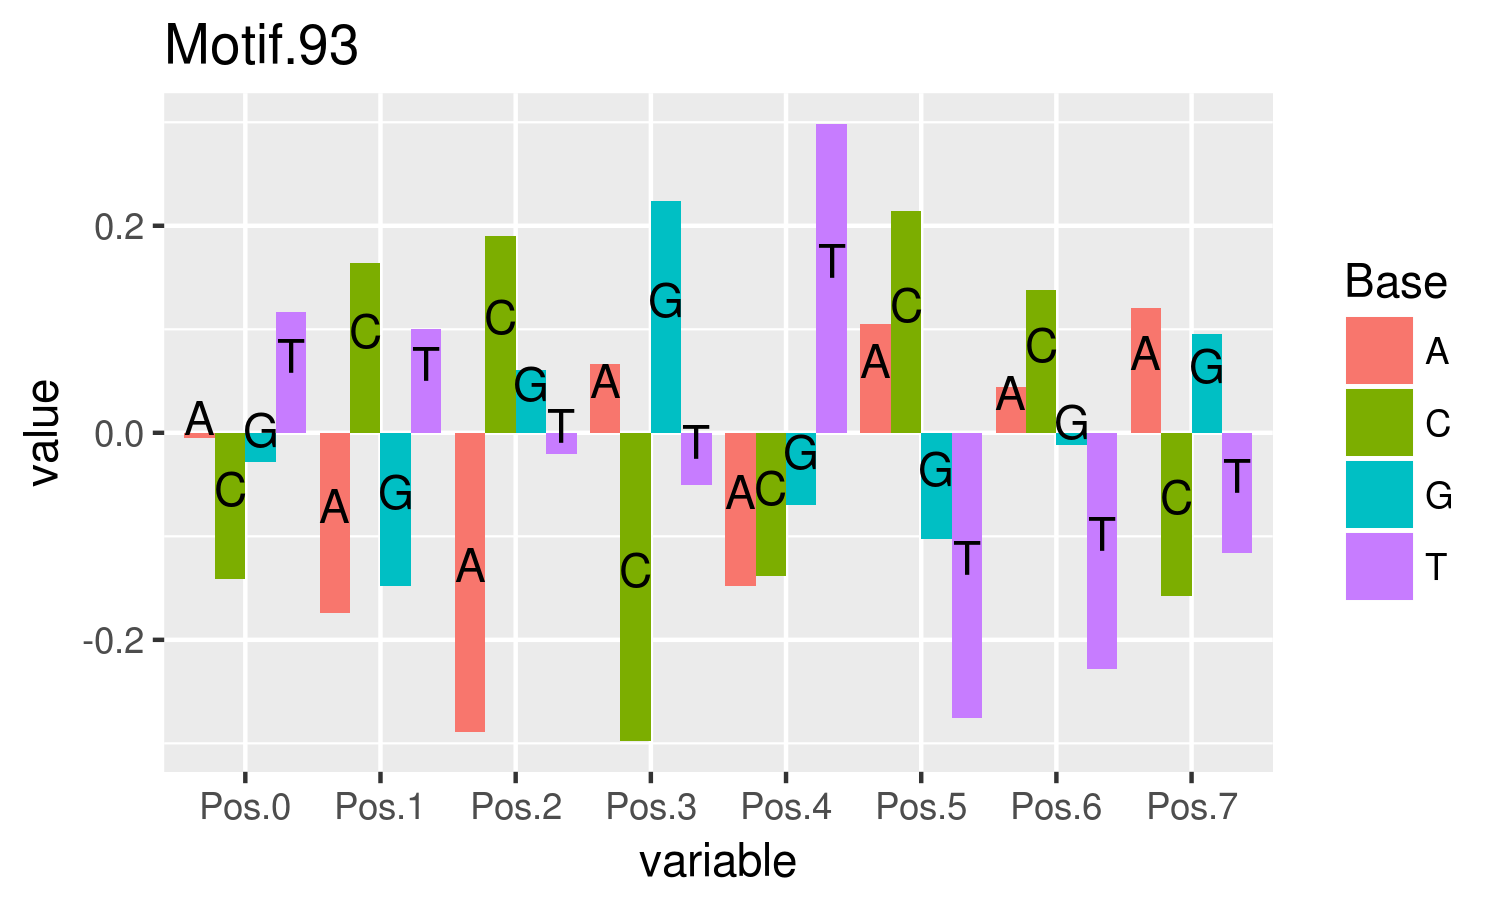 Motif.93
value
0.2
0.0
-0.2
A C G T
A C G T
A C G T
A C G T
A C G T
A C G T
A C G T
A C G T
Pos.0 Pos.1 Pos.2 Pos.3 Pos.4 Pos.5 Pos.6 Pos.7
variable
Base
A
C
G
T